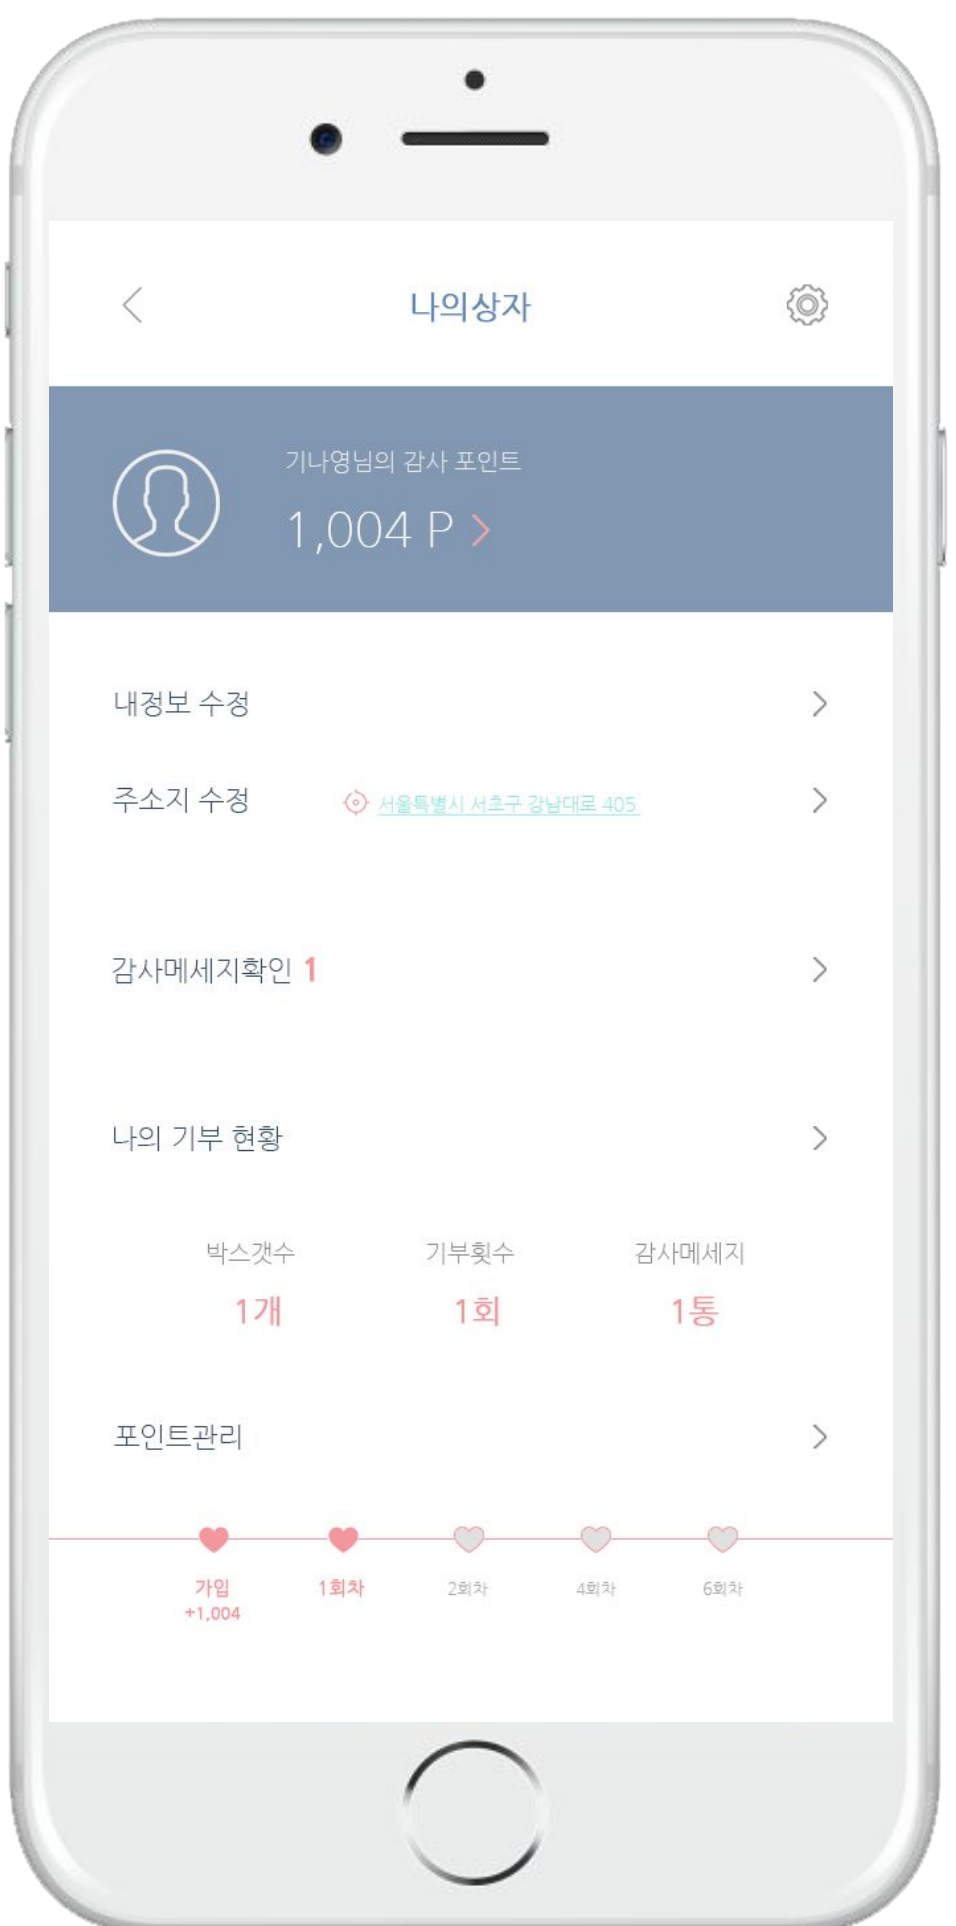 나의상자
기나영님의 감사 포인트
1,004 P >
내정보 수정
주소지 수정 서울특별시 서초구 강남대로 405
감사메세지확인 1
나의 기부 현황
박스갯수 기부횟수 감사메세지
1개 1회 1통
포인트관리
가입 1회차 2회차 4회차 6회차
+1,004